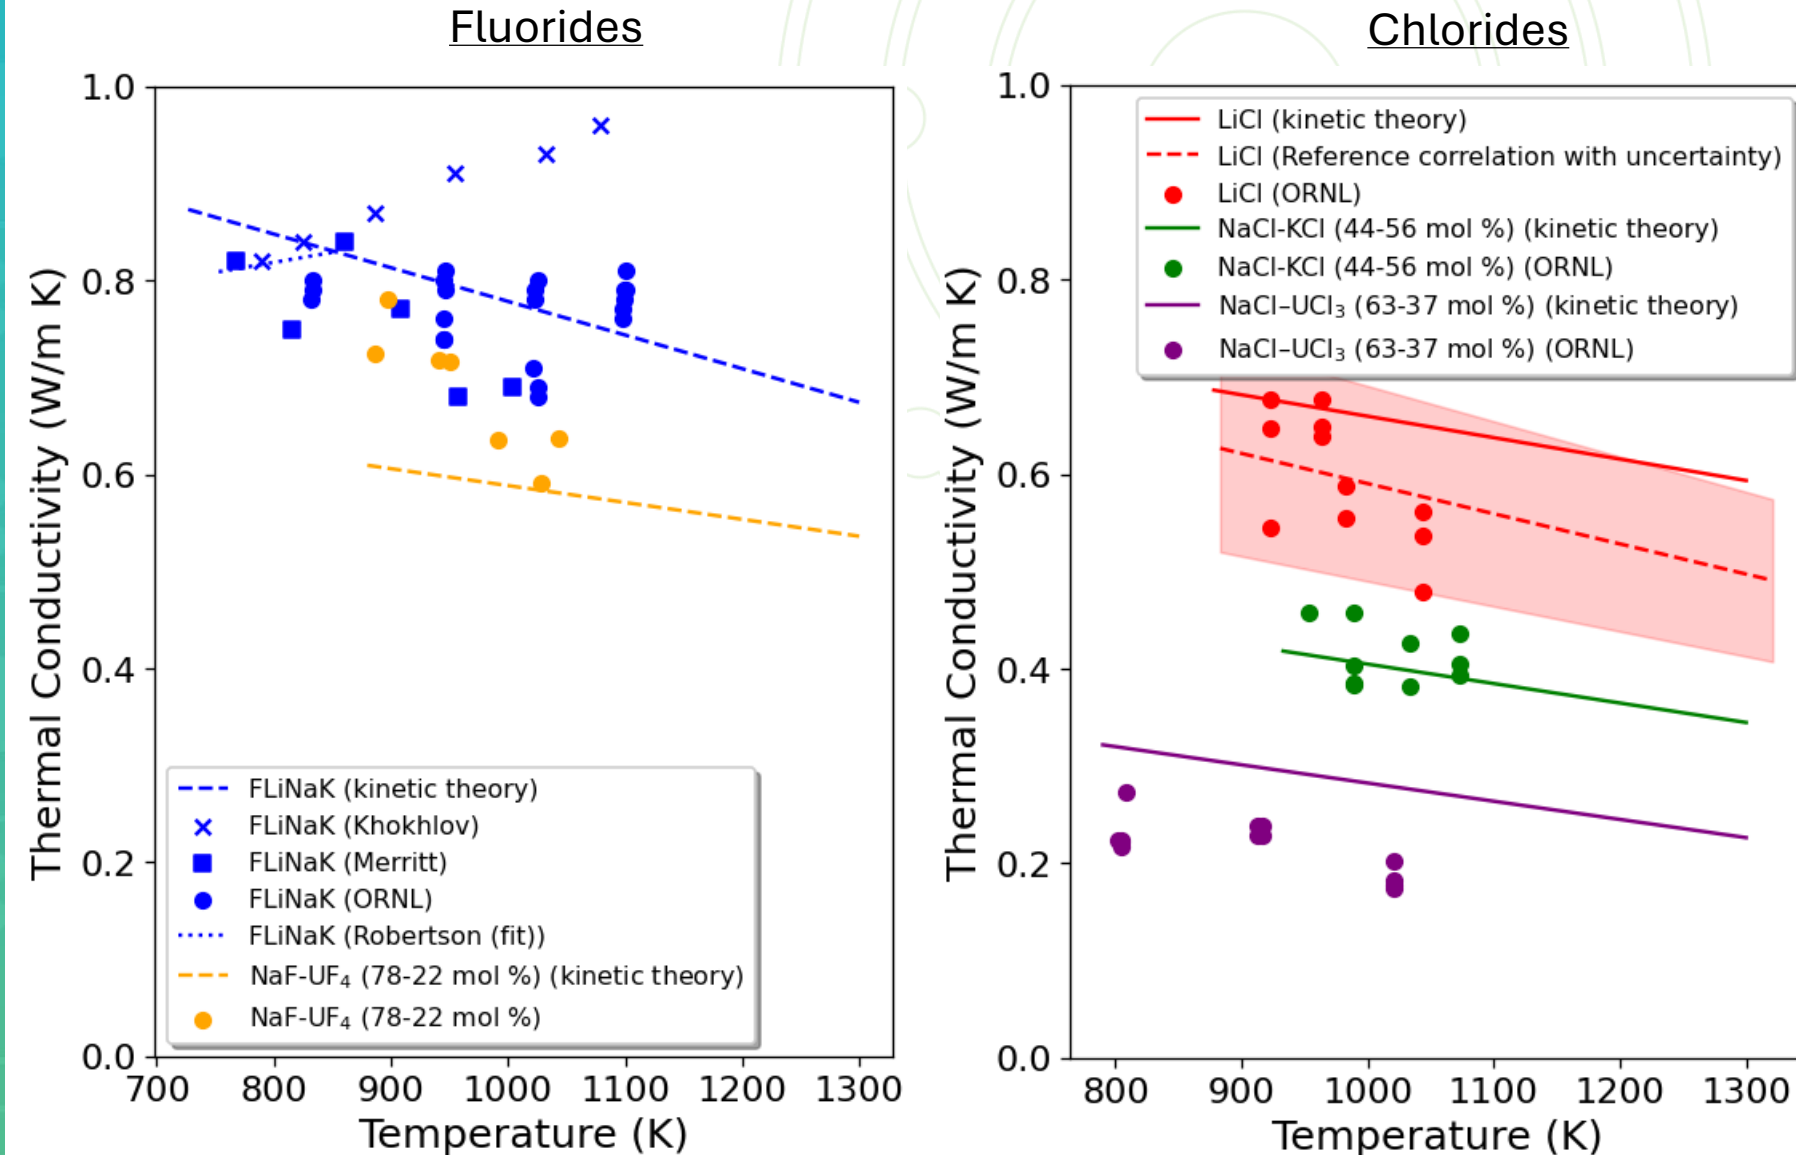 Fluorides
1.0
0.8
0.6
0.4
0.2
0.0
Thermal Conductivity (W/m K)
FLiNaK (kinetic theory)
FLiNaK (Khokhlov)
FLiNaK (Merritt)
FLiNaK (ORNL)
FLiNaK (Robertson (fit))
NaF-UF₄ (78-22 mol %) (kinetic theory)
NaF-UF₄ (78-22 mol %)
700 800 900 1000 1100 1200 1300
Temperature (K)
Chlorides
1.0
0.8
0.6
0.4
0.2
0.0
Thermal Conductivity (W/m K)
LiCl (kinetic theory)
LiCl (Reference correlation with uncertainty)
LiCl (ORNL)
NaCl-KCl (44-56 mol %) (kinetic theory)
NaCl-KCl (44-56 mol %) (ORNL)
NaCl–UCl₃ (63-37 mol %) (kinetic theory)
NaCl–UCl₃ (63-37 mol %) (ORNL)
800 900 1000 1100 1200 1300
Temperature (K)